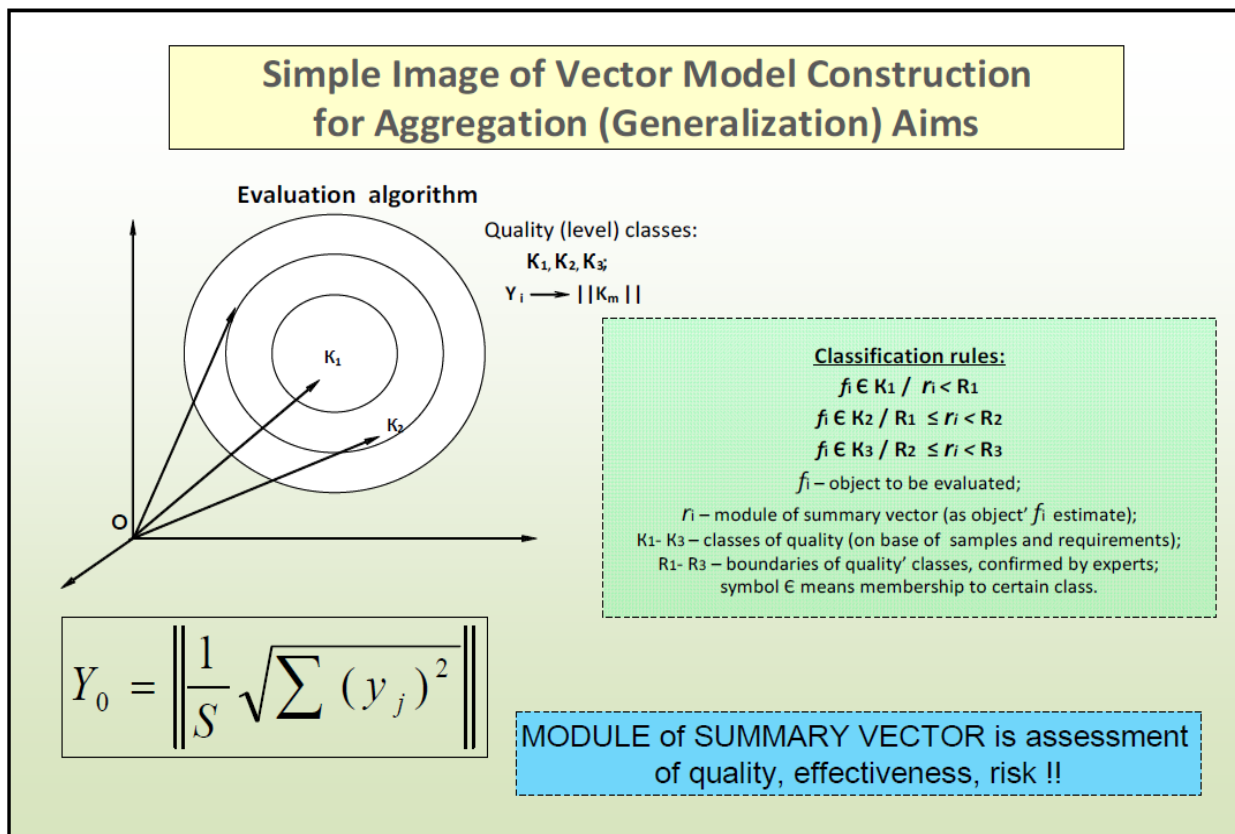 Simple Image of Vector Model Construction
for Aggregation (Generalization) Aims
Evaluation algorithm
Quality (level) classes:
K₁, K₂, K₃;
Y i ⟶ ||Kₘ||
K₁
K₂
O
Classification rules:
fi Є K1 / ri < R1
fi Є K2 / R1 ≤ ri < R2
fi Є K3 / R2 ≤ ri < R3
fi – object to be evaluated;
ri – module of summary vector (as object’ fi estimate);
K1- K3 – classes of quality (on base of samples and requirements);
R1- R3 – boundaries of quality’ classes, confirmed by experts;
symbol Є means membership to certain class.
Y₀ = ‖ 1/S √∑ (y j)² ‖
MODULE of SUMMARY VECTOR is assessment
of quality, effectiveness, risk !!